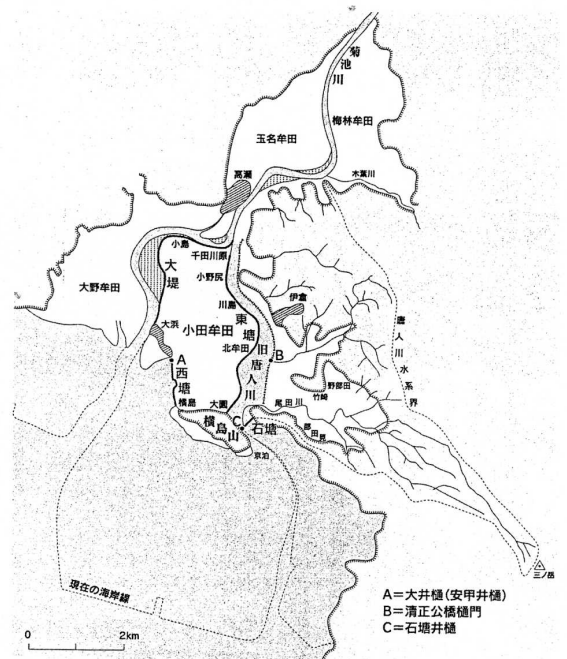 菊池川
梅林牟田
玉名牟田
高瀬
木葉川
小島
千田川原
大堤
小野尻
大野牟田
伊倉
川島
大浜
小田牟田
東塘
北牟田
旧唐人川
B
A
西塘
唐人川水系界
野部田
竹崎
尾田川
横島
大園
C
石塘
横島山
部田見
京泊
三ノ岳
現在の海岸線
A=大井樋(安甲井樋)
B=清正公橋樋門
C=石塘井樋
0 2km